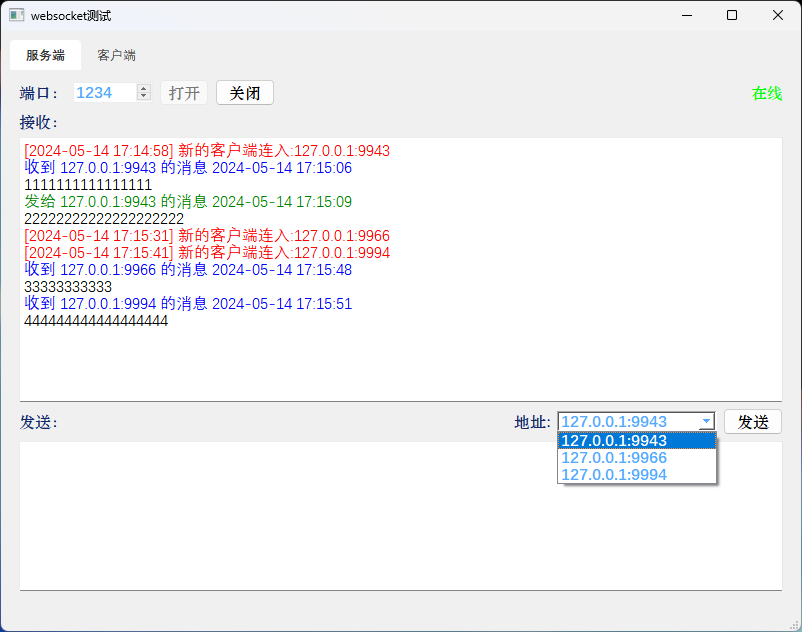 websocket测试
服务端 客户端
端口： 1234 打开 关闭 在线
接收：
[2024-05-14 17:14:58] 新的客户端连入:127.0.0.1:9943
收到 127.0.0.1:9943 的消息 2024-05-14 17:15:06
1111111111111111
发给 127.0.0.1:9943 的消息 2024-05-14 17:15:09
22222222222222222222
[2024-05-14 17:15:31] 新的客户端连入:127.0.0.1:9966
[2024-05-14 17:15:41] 新的客户端连入:127.0.0.1:9994
收到 127.0.0.1:9966 的消息 2024-05-14 17:15:48
33333333333
收到 127.0.0.1:9994 的消息 2024-05-14 17:15:51
444444444444444444
发送： 地址: 127.0.0.1:9943 发送
127.0.0.1:9943
127.0.0.1:9966
127.0.0.1:9994